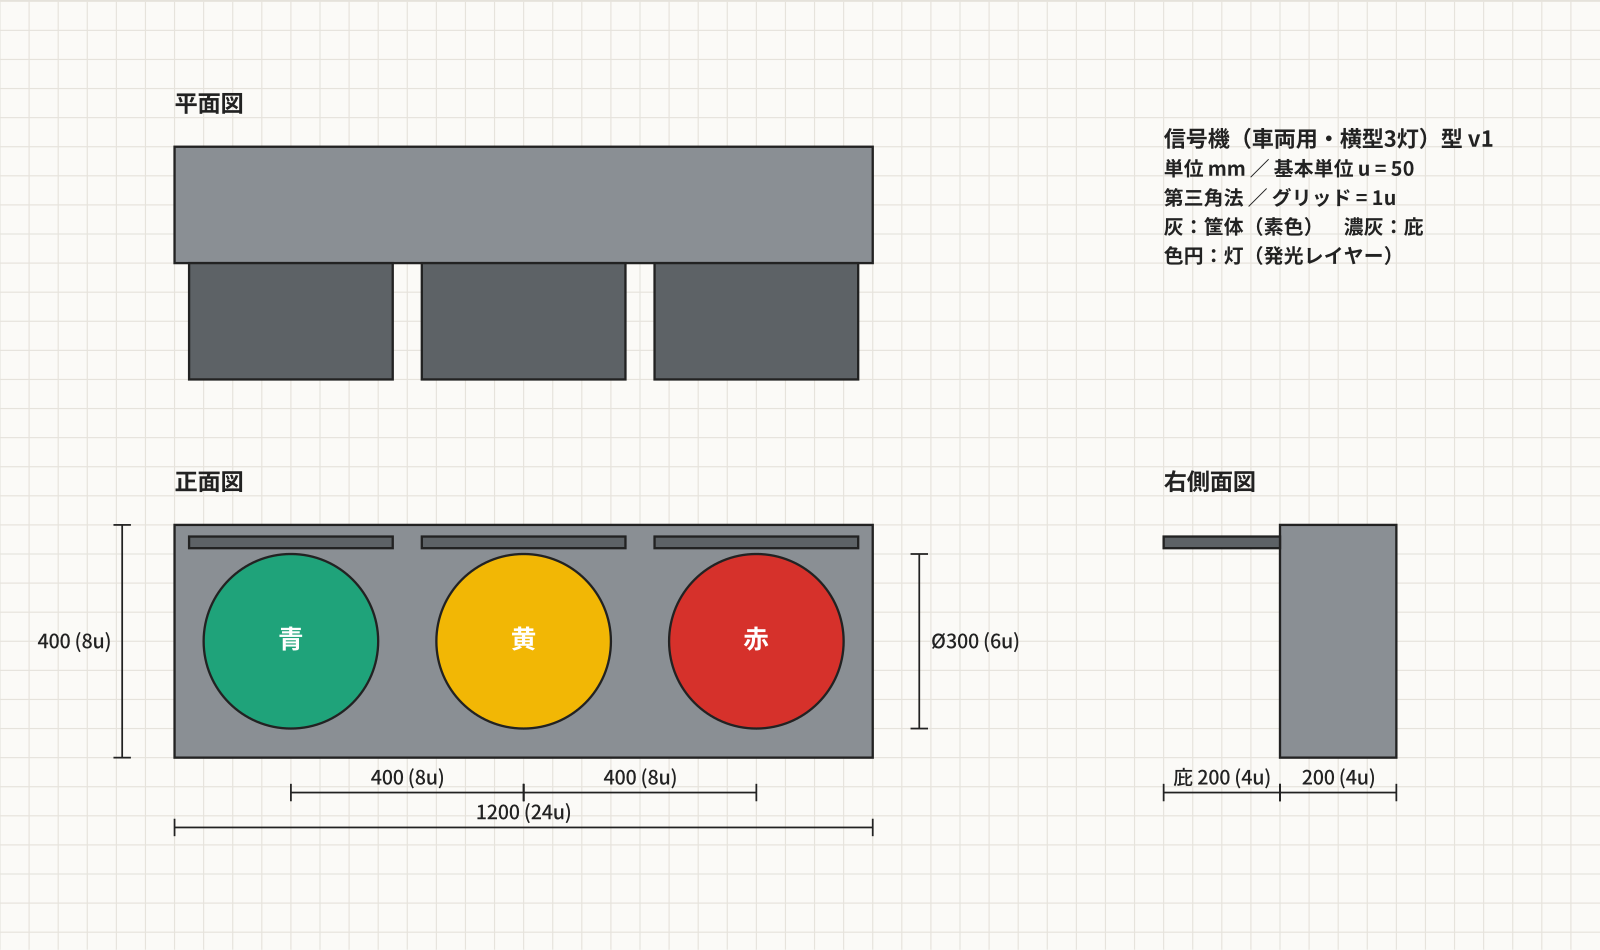 平面図
信号機（車両用・横型3灯）型 v1
単位 mm ／ 基本単位 u = 50
第三角法 ／ グリッド = 1u
灰：筐体（素色）　濃灰：庇
色円：灯（発光レイヤー）
正面図
右側面図
400 (8u)
青
黄
赤
Ø300 (6u)
400 (8u)
400 (8u)
1200 (24u)
庇 200 (4u)
200 (4u)